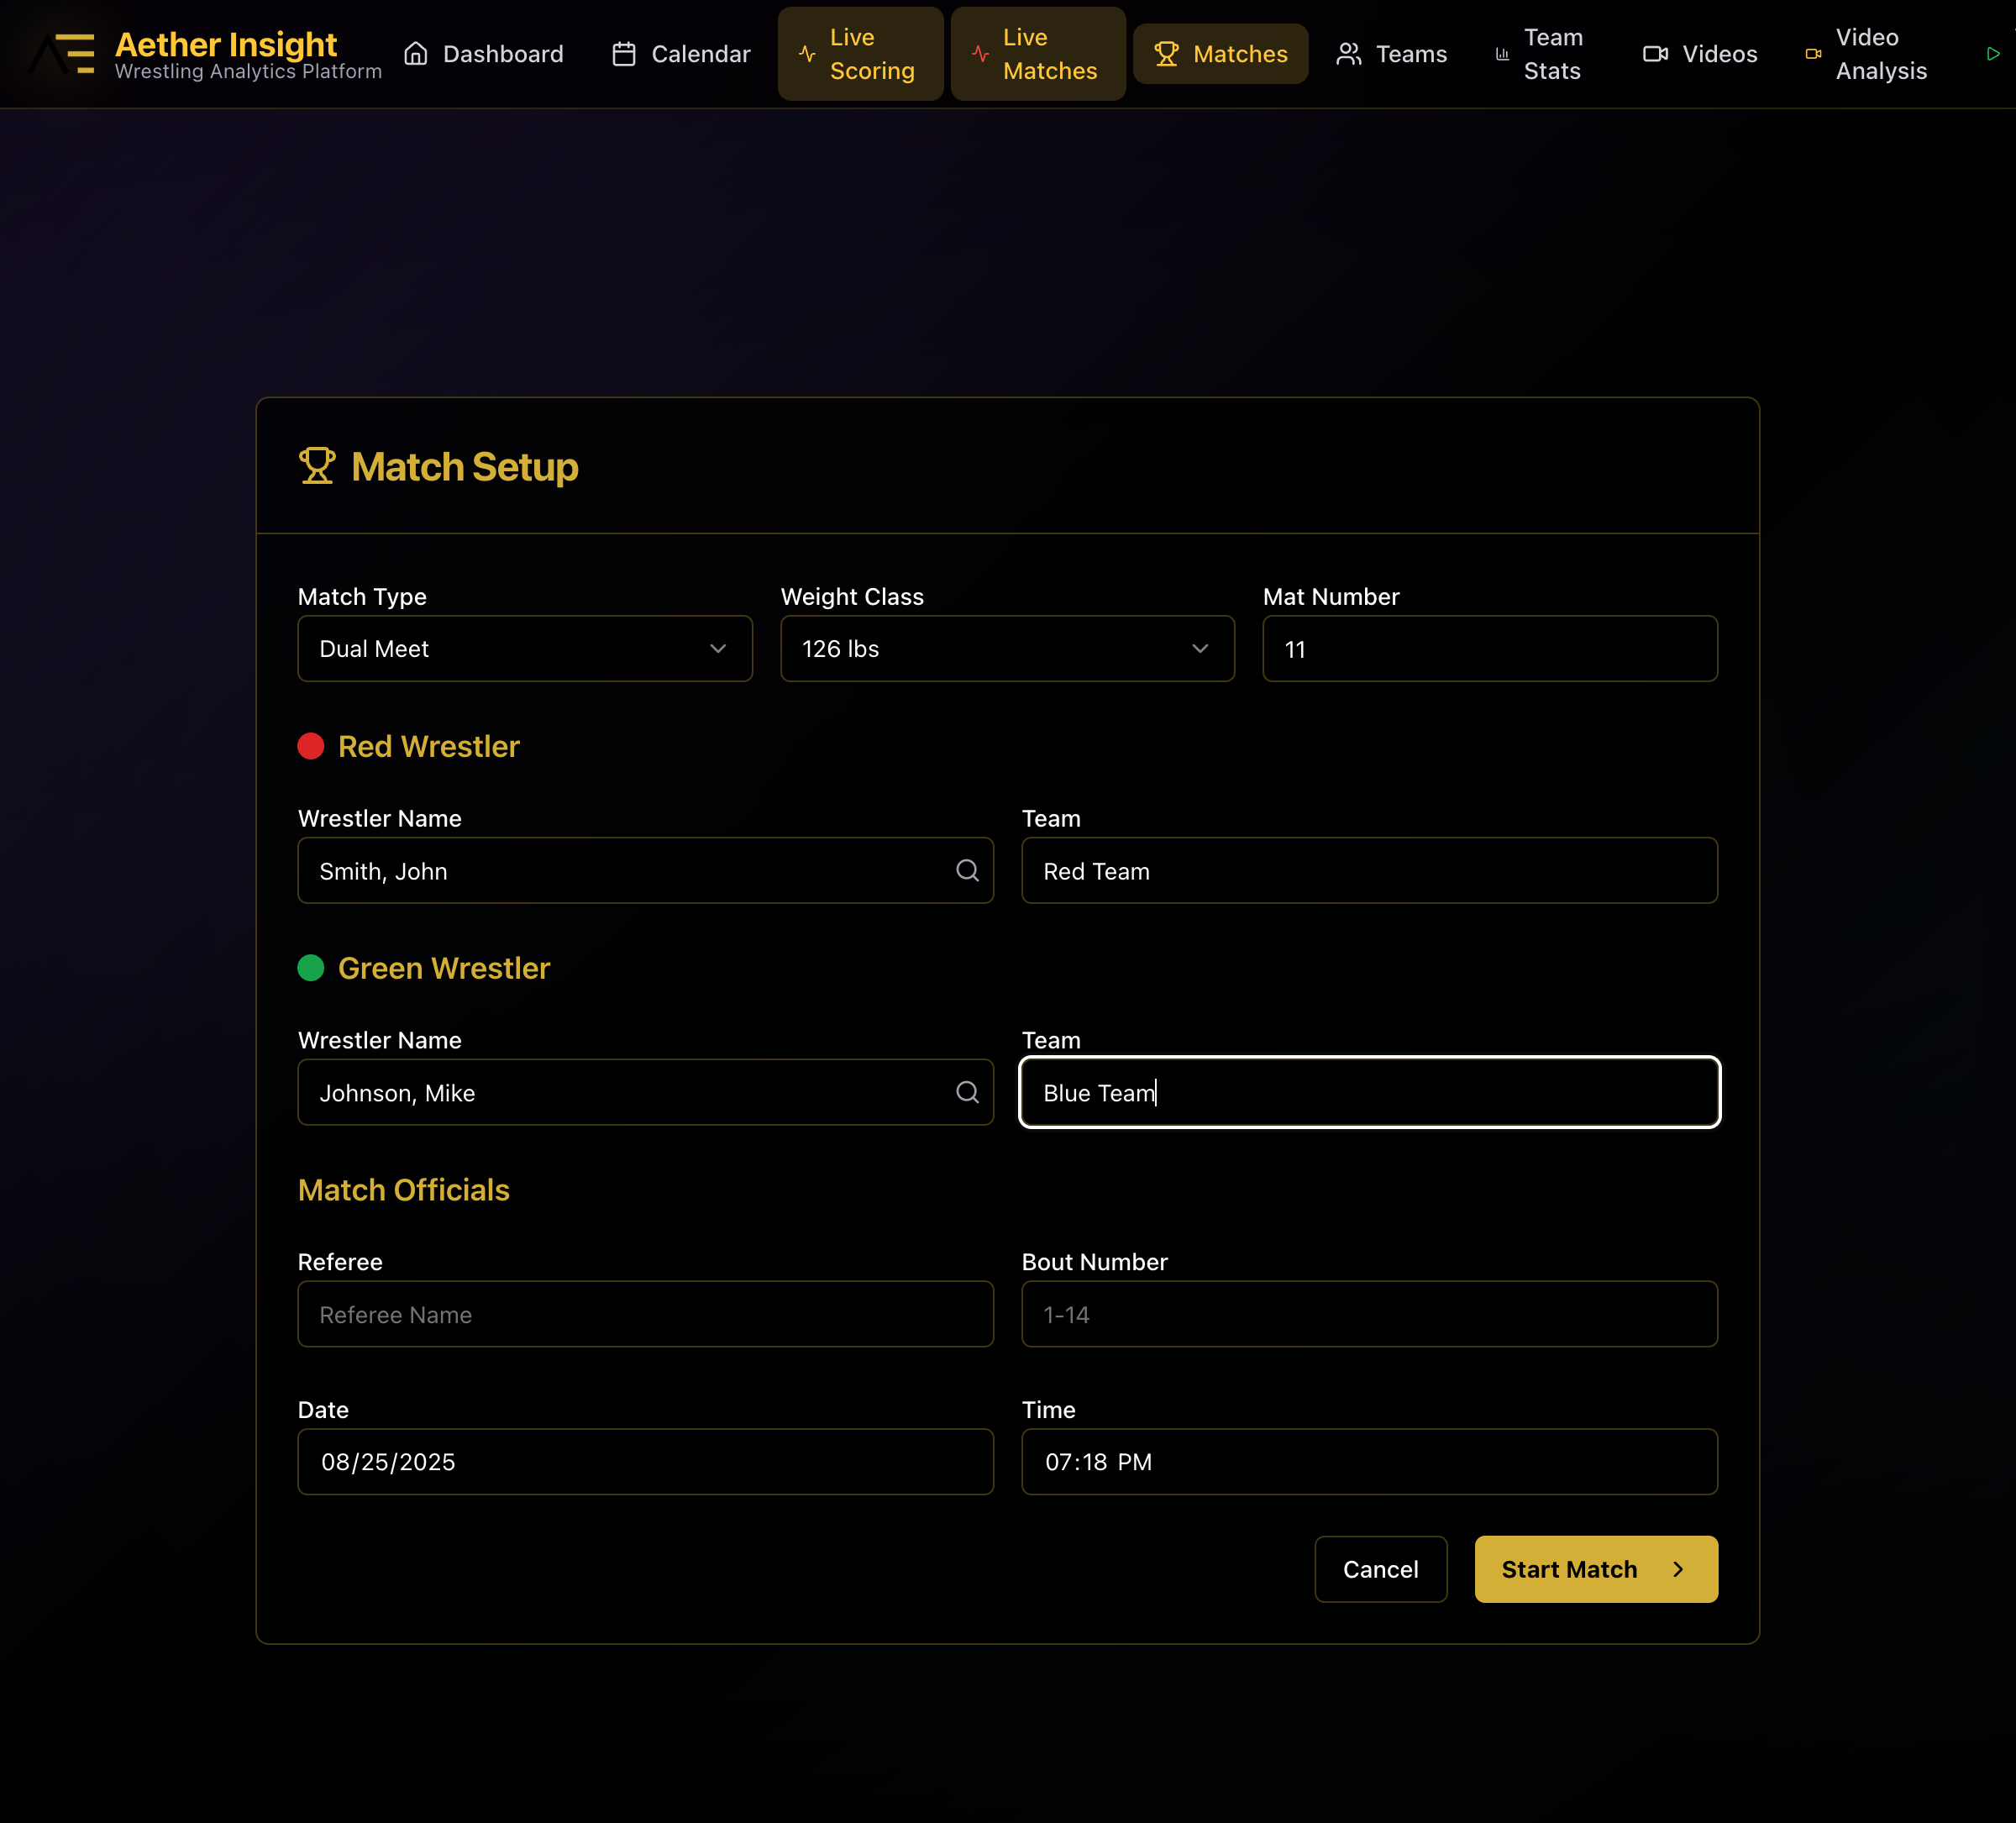 Aether Insight
Wrestling Analytics Platform
Dashboard
Calendar
Live
Scoring
Live
Matches
Matches
Teams
Team
Stats
Videos
Video
Analysis
Match Setup
Match Type
Weight Class
Mat Number
Dual Meet
126 lbs
11
Red Wrestler
Wrestler Name
Team
Smith, John
Red Team
Green Wrestler
Wrestler Name
Team
Johnson, Mike
Blue Team
Match Officials
Referee
Bout Number
Referee Name
1-14
Date
Time
08/25/2025
07:18 PM
Cancel
Start Match